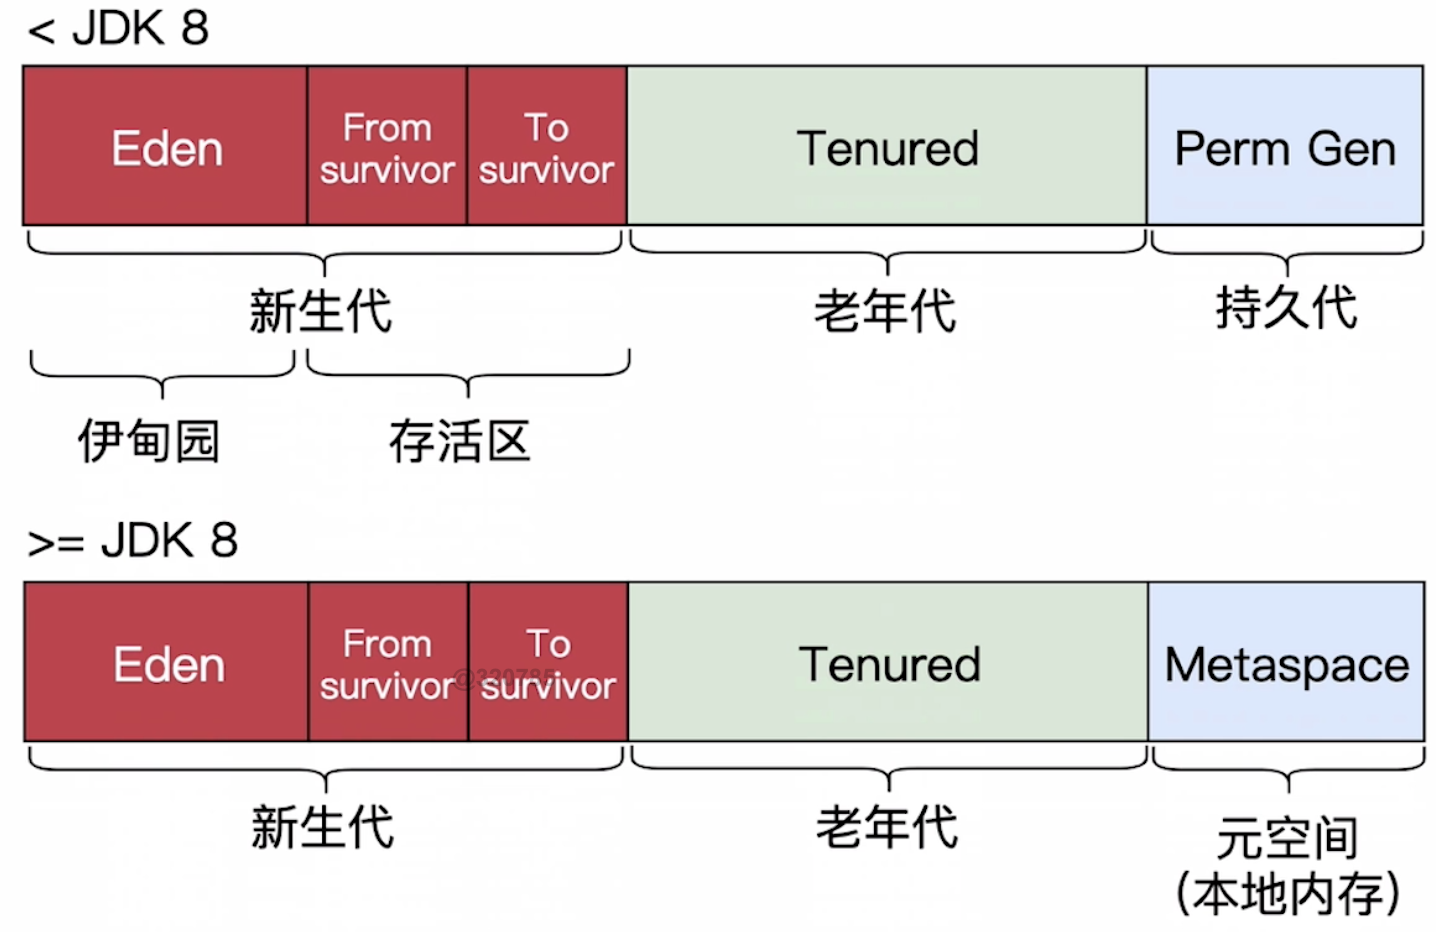 < JDK 8
Eden
From
survivor
To
survivor
Tenured
Perm Gen
新生代
老年代
持久代
伊甸园
存活区
>= JDK 8
Eden
From
survivor
To
survivor
Tenured
Metaspace
新生代
老年代
元空间
(本地内存)